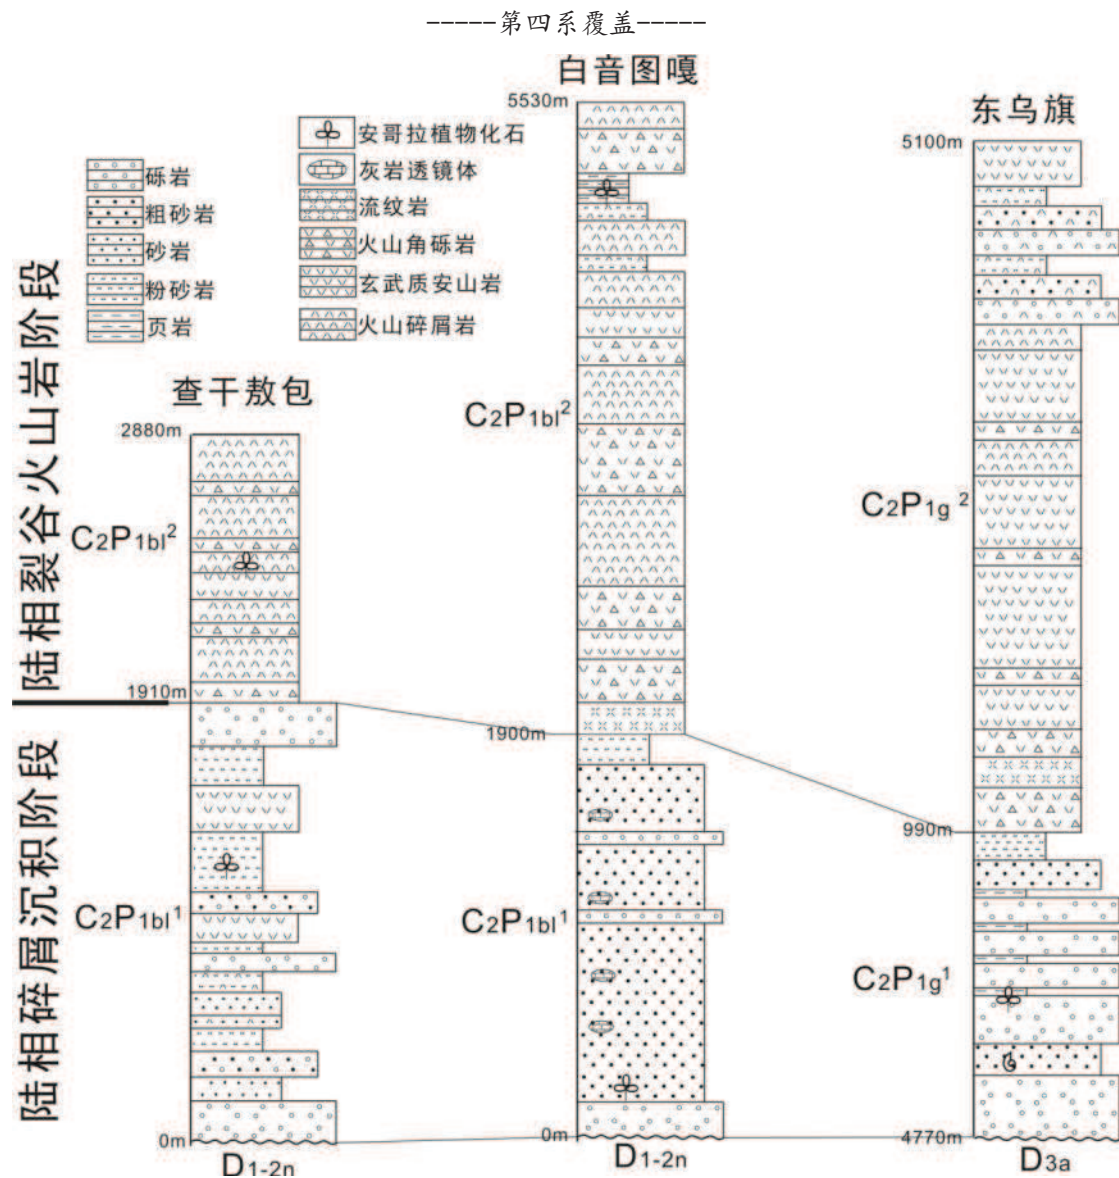 -----第四系覆盖-----
白音图嘎
5530m
东乌旗
5100m
安哥拉植物化石
灰岩透镜体
流纹岩
火山角砾岩
玄武质安山岩
火山碎屑岩
砾岩
粗砂岩
砂岩
粉砂岩
页岩
陆相裂谷火山岩阶段
查干敖包
2880m
C2P1bl2
C2P1bl2
C2P1g 2
1910m
1900m
990m
陆相碎屑沉积阶段
C2P1bl1
C2P1bl1
C2P1g1
0m
0m
4770m
D1-2n
D1-2n
D3a